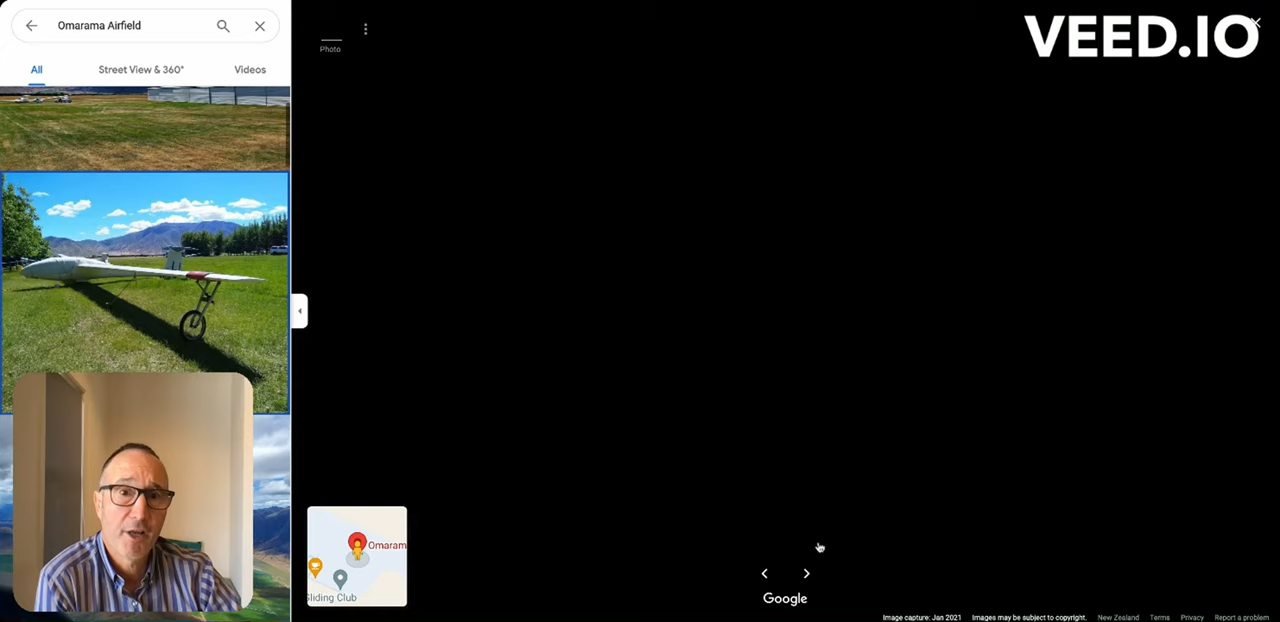 Omarama Airfield
All Street View & 360° Videos
Photo
VEED.IO
Omaram
Gliding Club
Google
Image capture: Jan 2021 Images may be subject to copyright. New Zealand Terms Privacy Report a problem